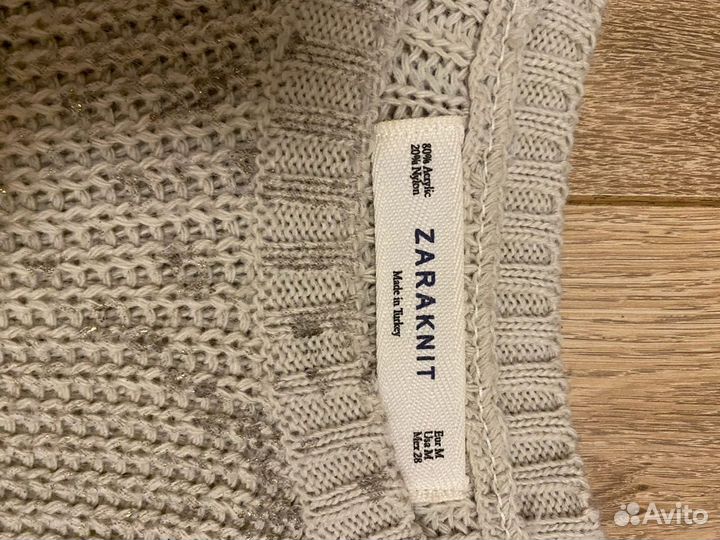 80% Acrylic
20% Nylon
ZARAKNIT
Made in Turkey
Eur M
Usa M
Mex 28
Avito